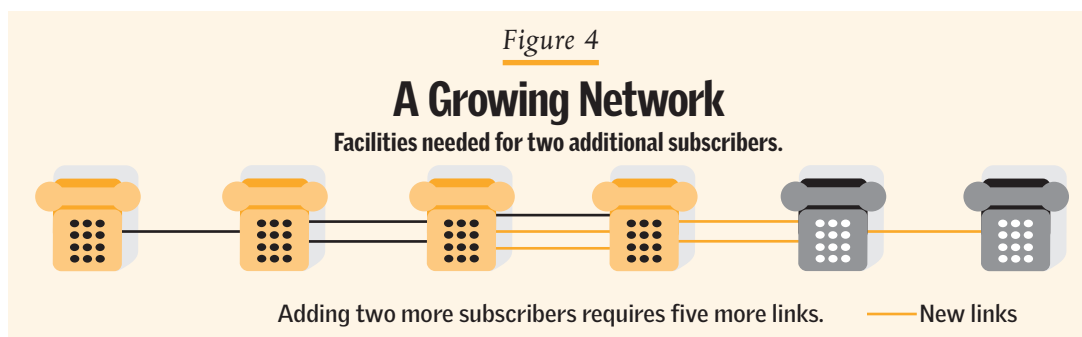 Figure 4
A Growing Network
Facilities needed for two additional subscribers.
Adding two more subscribers requires five more links.
New links